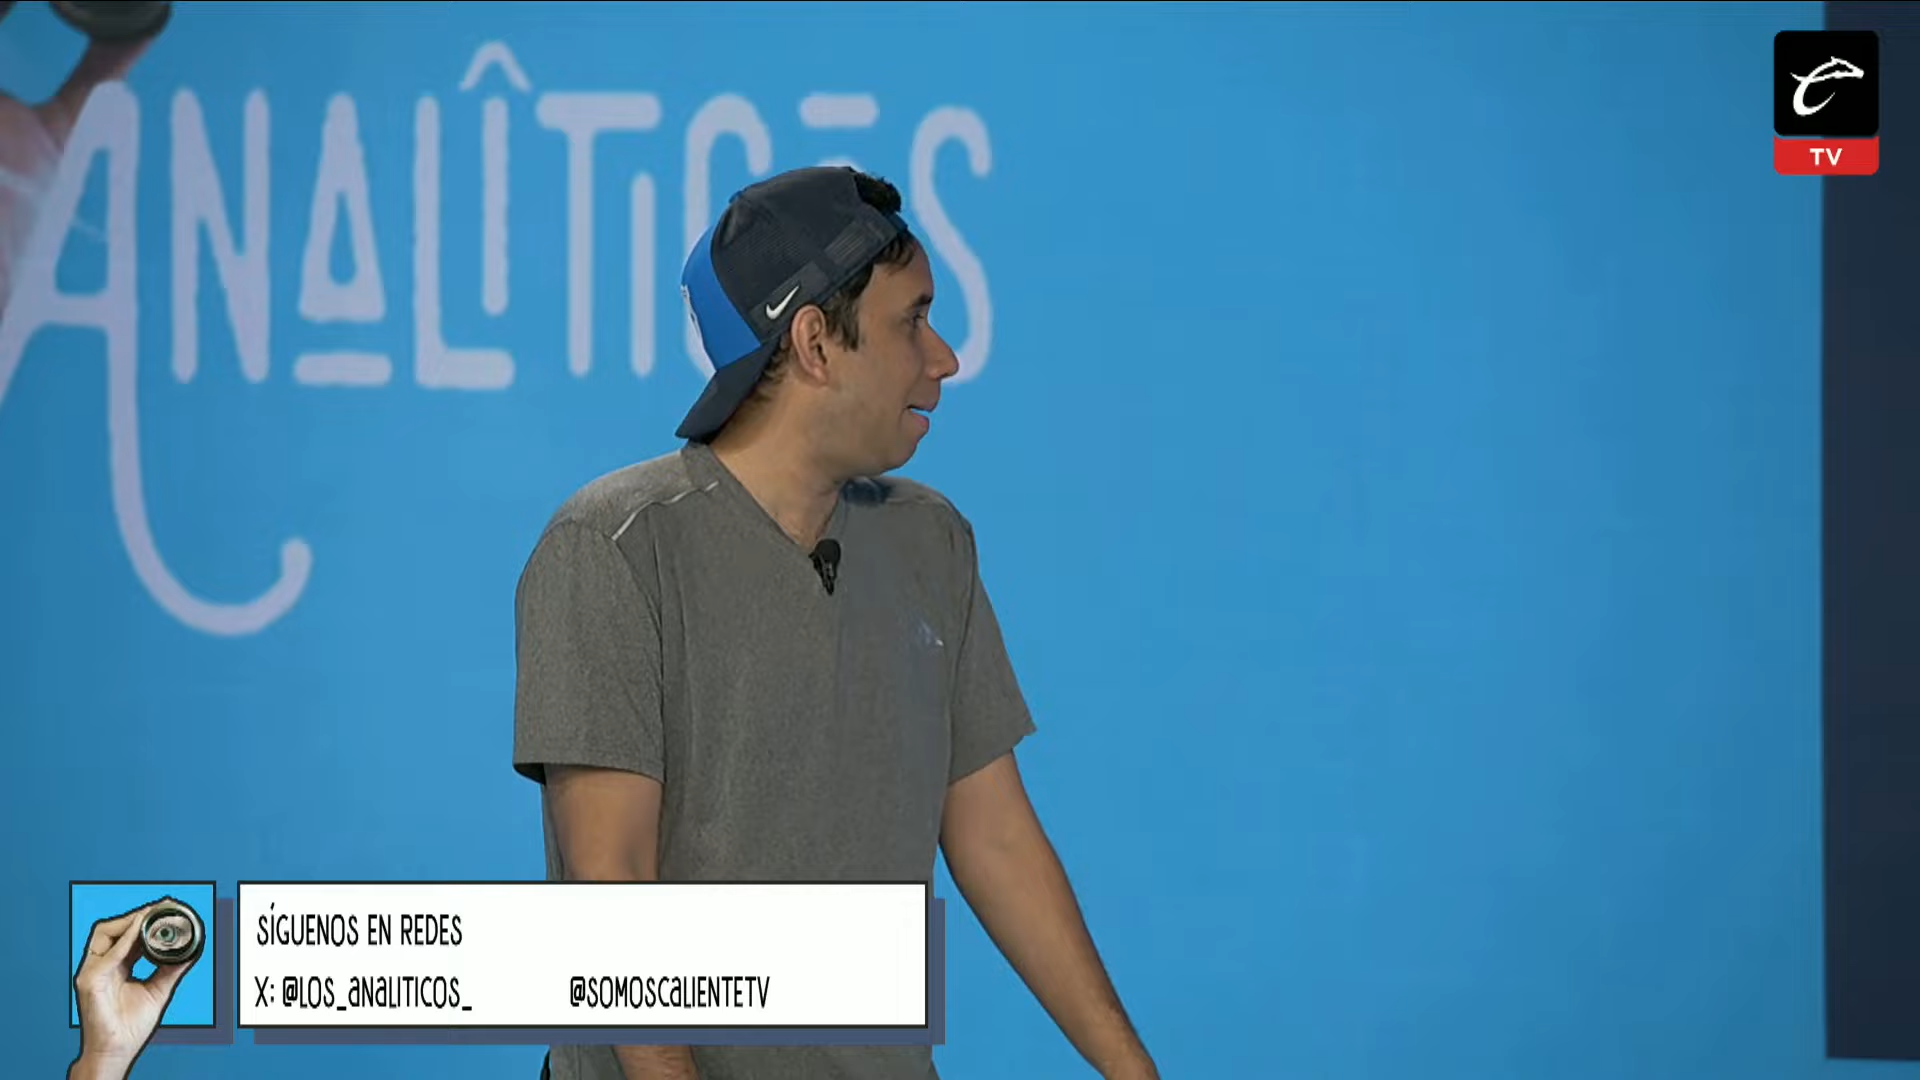 ANALÎTICOS
TV
SÍGUENOS EN REDES
X: @LOS_ANALITICOS_ @SOMOSCALIENTETV